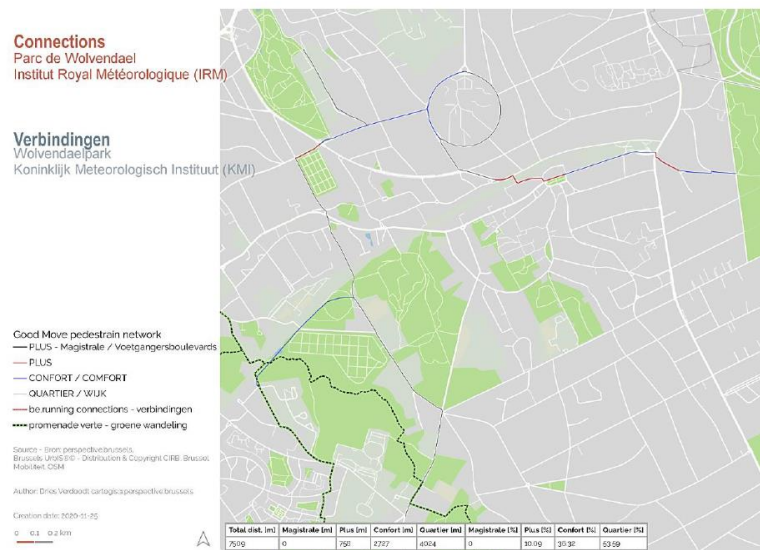 Connections
Parc de Wolvendael
Institut Royal Météorologique (IRM)
Verbindingen
Wolvendaelpark
Koninklijk Meteorologisch Instituut (KMI)
Good Move pedestrain network
PLUS - Magistrale / Voetgangersboulevards
PLUS
CONFORT / COMFORT
QUARTIER / WIJK
be.running connections - verbindingen
promenade verte - groene wandeling
Source - Bron: perspective.brussels,
Brussels UrbIS®© - Distribution & Copyright CIRB, Brussel
Mobiliteit, OSM
Author: Dries Verdoodt
Creation date: 2020-11-25
0 0.1 0.2 km
Total dist. [m] Magistrale [m] Plus [m] Confort [m] Quartier [m] Magistrale [%] Plus [%] Confort [%] Quartier [%]
7509 0 758 2727 4024 0 10.09 36.32 53.59